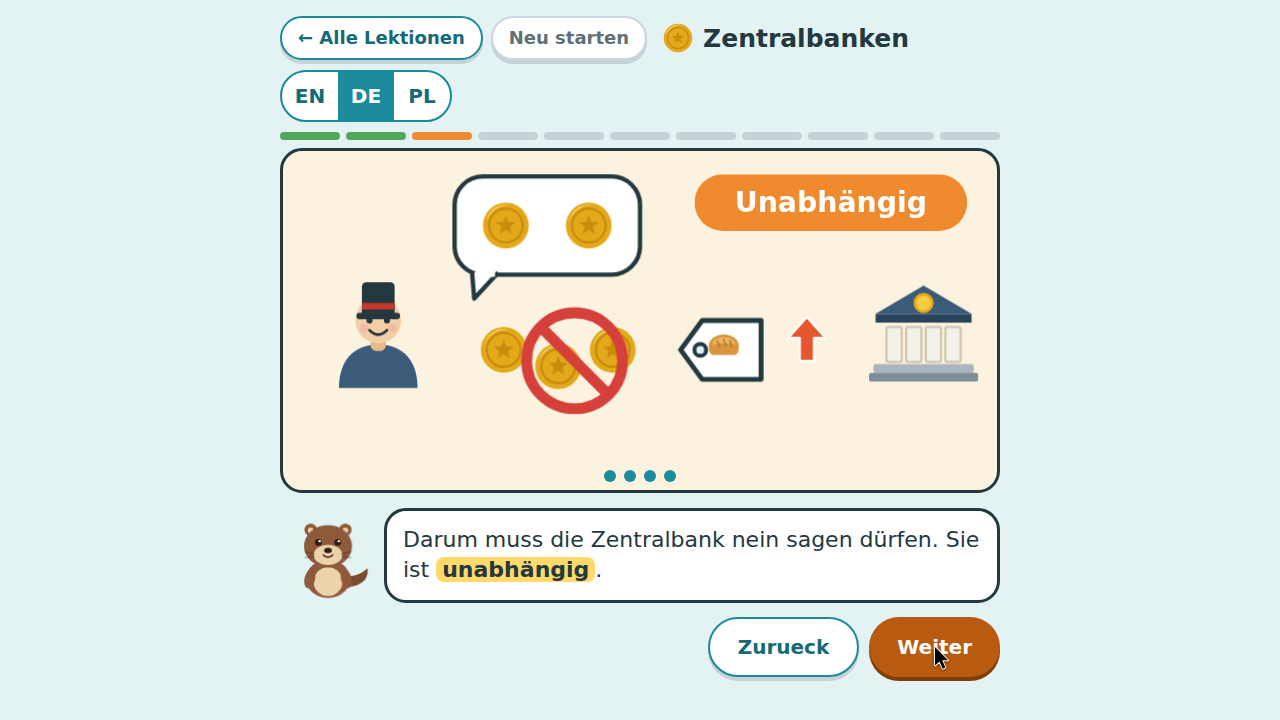 ← Alle Lektionen
Neu starten
Zentralbanken
EN DE PL
Unabhängig
Darum muss die Zentralbank nein sagen dürfen. Sie
ist unabhängig.
Zurueck
Weiter